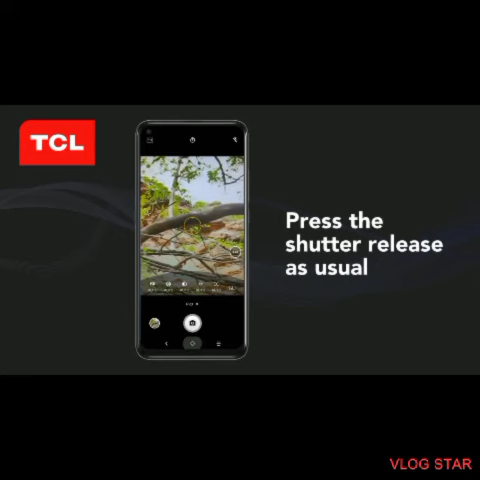 TCL
Press the
shutter release
as usual
VLOG STAR